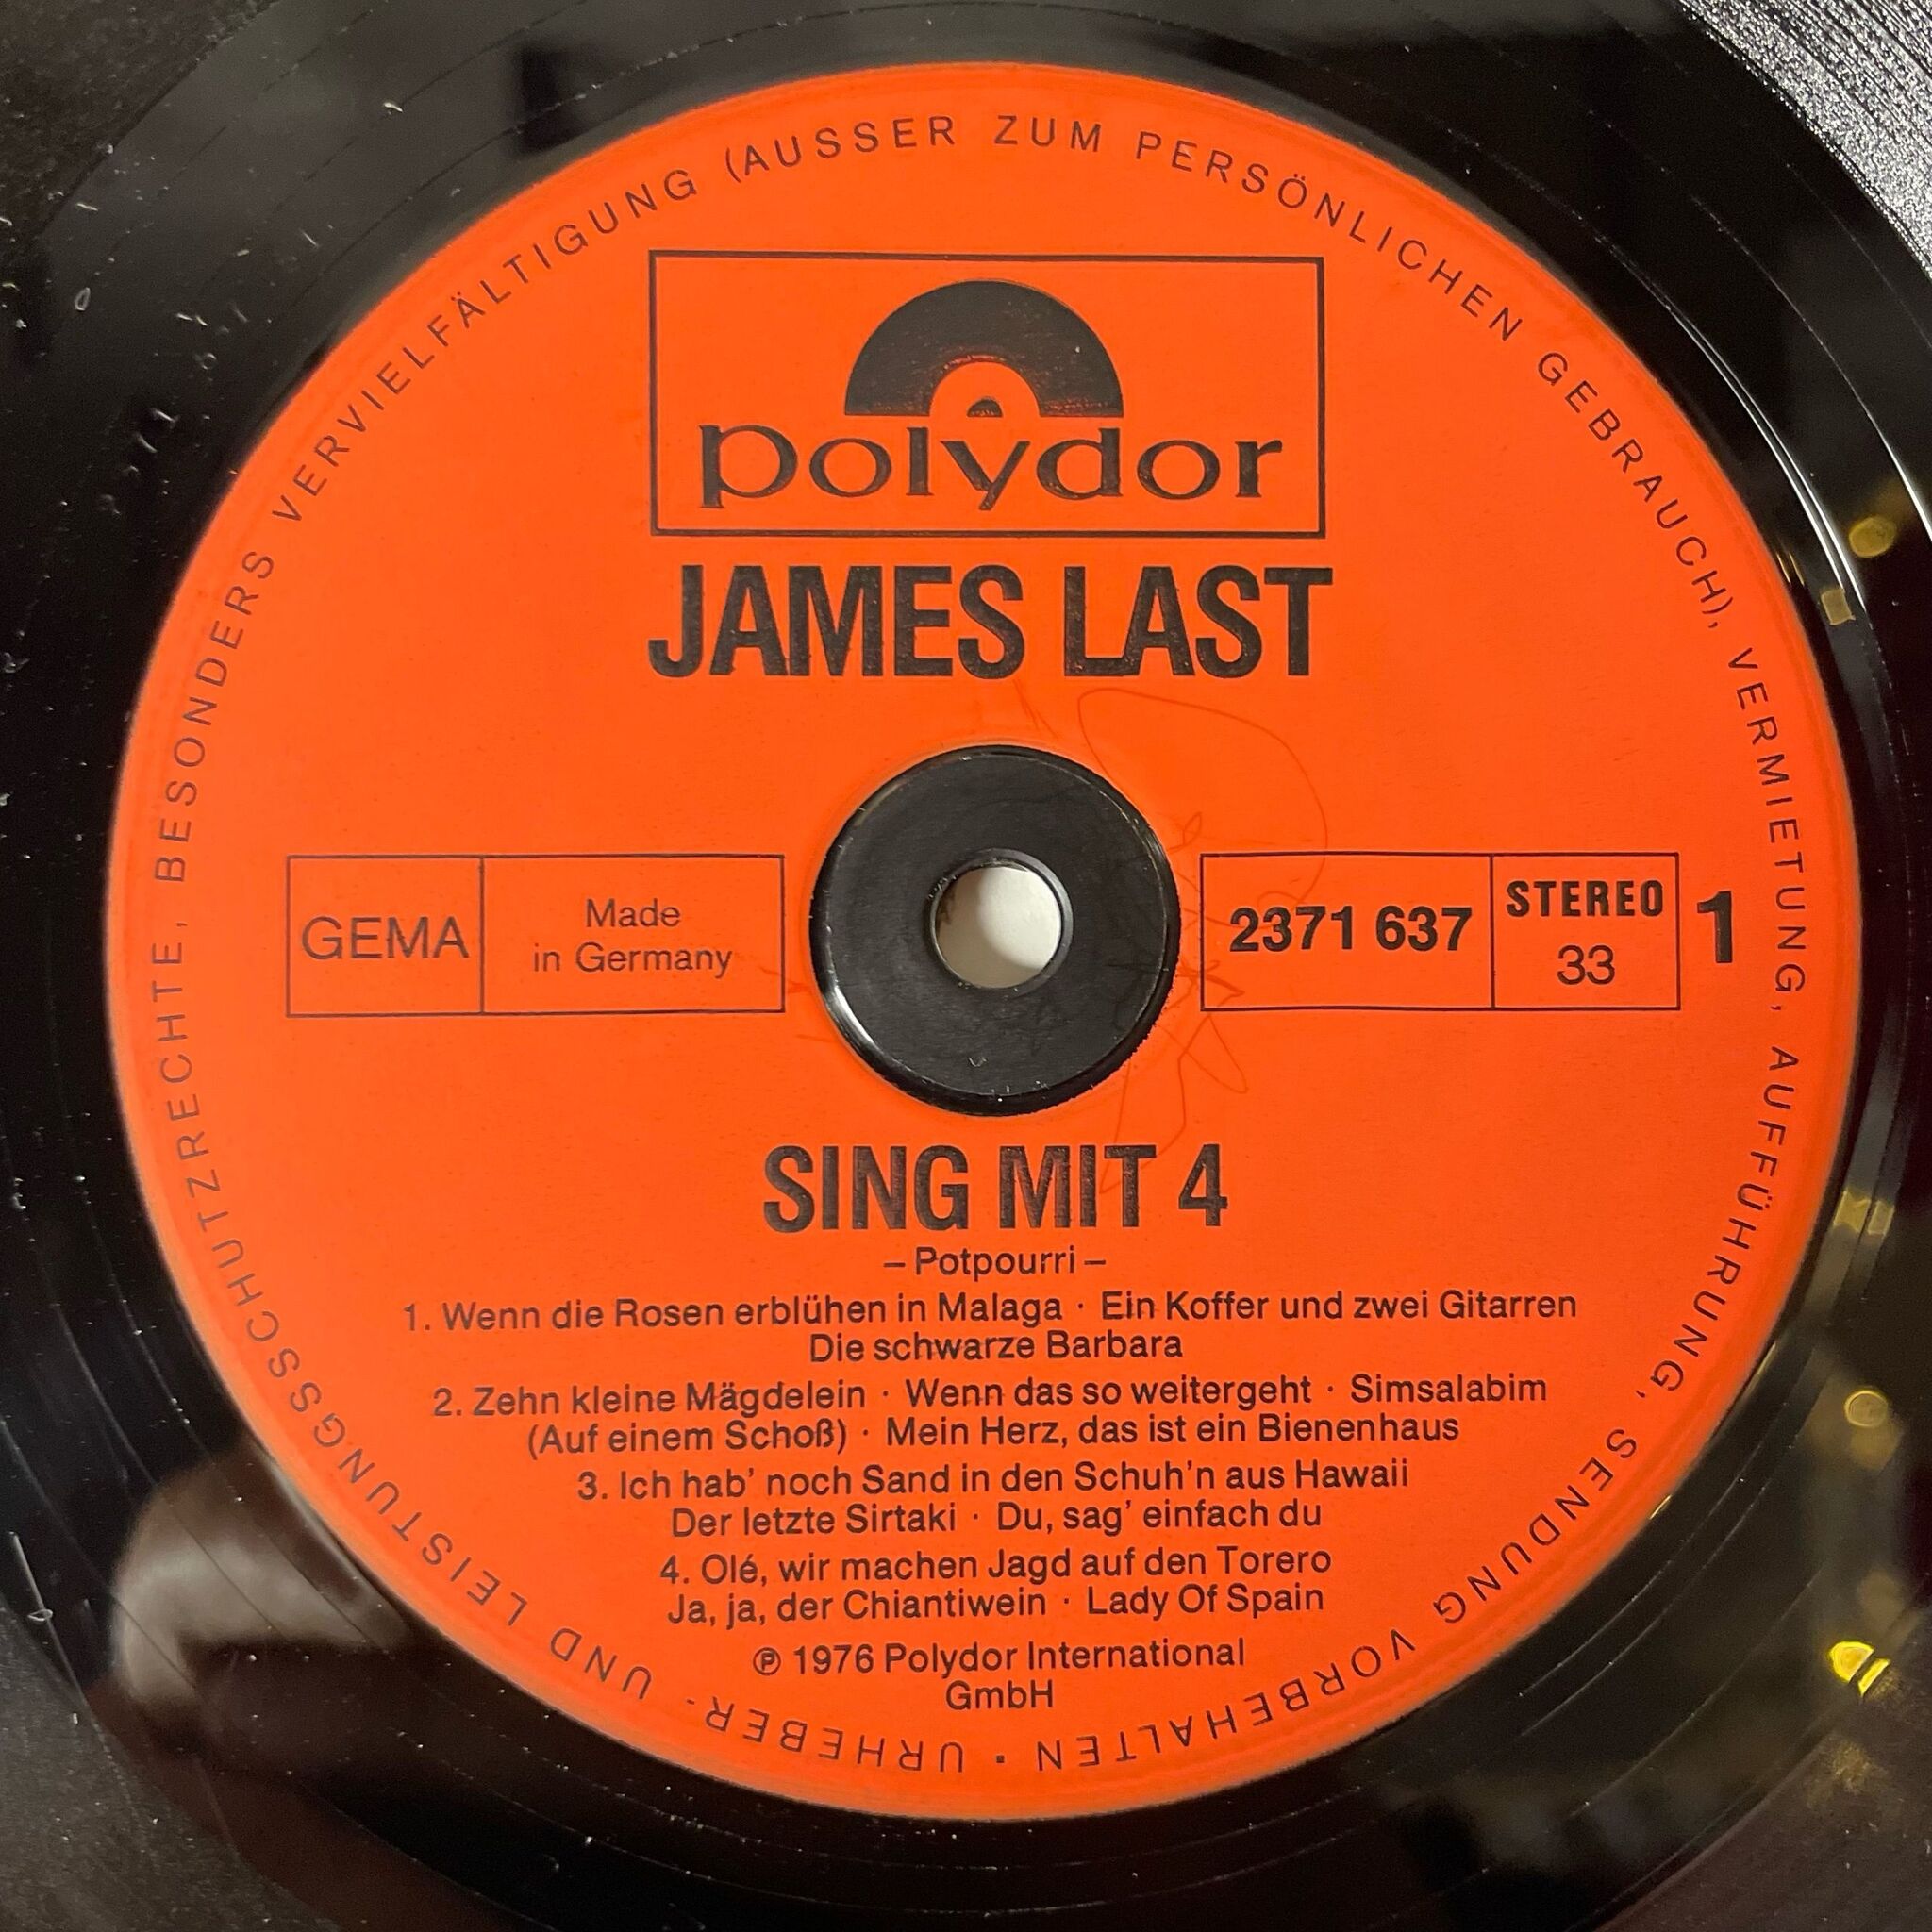 URHEBER- UND LEISTUNGSSCHUTZRECHTE, BESONDERS VERVIELFÄLTIGUNG (AUSSER ZUM PERSÖNLICHEN GEBRAUCH), VERMIETUNG, AUFFÜHRUNG, SENDUNG VORBEHALTEN ·
polydor
JAMES LAST
GEMA
Made
in Germany
2371 637
STEREO
33
1
SING MIT 4
– Potpourri –
1. Wenn die Rosen erblühen in Malaga · Ein Koffer und zwei Gitarren
Die schwarze Barbara
2. Zehn kleine Mägdelein · Wenn das so weitergeht · Simsalabim
(Auf einem Schoß) · Mein Herz, das ist ein Bienenhaus
3. Ich hab' noch Sand in den Schuh'n aus Hawaii
Der letzte Sirtaki · Du, sag' einfach du
4. Olé, wir machen Jagd auf den Torero
Ja, ja, der Chiantiwein · Lady Of Spain
℗ 1976 Polydor International
GmbH